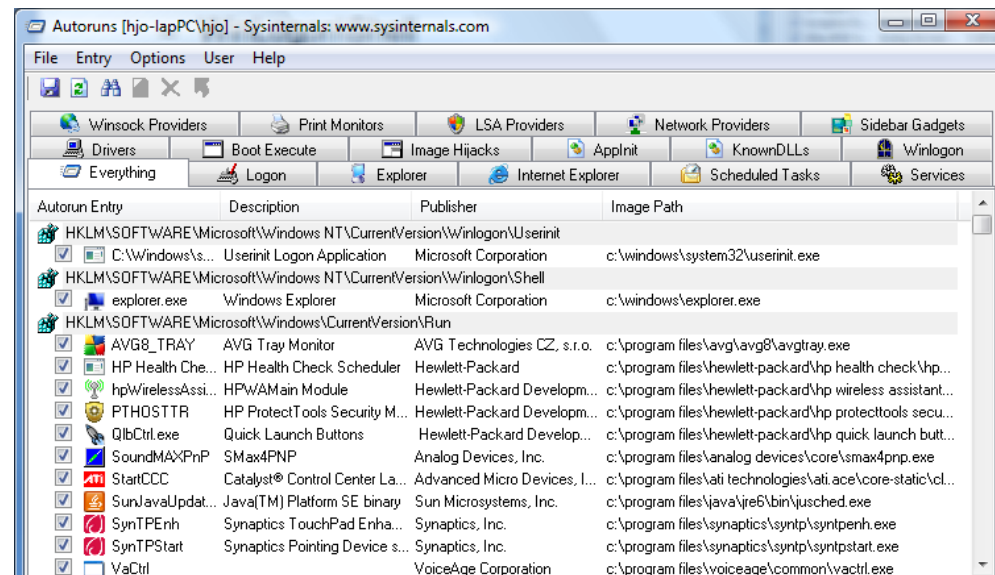 Autoruns [hjo-lapPC\hjo] - Sysinternals: www.sysinternals.com
File Entry Options User Help
Winsock Providers Print Monitors LSA Providers Network Providers Sidebar Gadgets
Drivers Boot Execute Image Hijacks AppInit KnownDLLs Winlogon
Everything Logon Explorer Internet Explorer Scheduled Tasks Services
Autorun Entry Description Publisher Image Path
HKLM\SOFTWARE\Microsoft\Windows NT\CurrentVersion\Winlogon\Userinit
C:\Windows\s... Userinit Logon Application Microsoft Corporation c:\windows\system32\userinit.exe
HKLM\SOFTWARE\Microsoft\Windows NT\CurrentVersion\Winlogon\Shell
explorer.exe Windows Explorer Microsoft Corporation c:\windows\explorer.exe
HKLM\SOFTWARE\Microsoft\Windows\CurrentVersion\Run
AVG8_TRAY AVG Tray Monitor AVG Technologies CZ, s.r.o. c:\program files\avg\avg8\avgtray.exe
HP Health Che... HP Health Check Scheduler Hewlett-Packard c:\program files\hewlett-packard\hp health check\hp...
hpWirelessAssi... HPWAMain Module Hewlett-Packard Developm... c:\program files\hewlett-packard\hp wireless assistant...
PTHOSTTR HP ProtectTools Security M... Hewlett-Packard Developm... c:\program files\hewlett-packard\hp protecttools secu...
QlbCtrl.exe Quick Launch Buttons Hewlett-Packard Develop... c:\program files\hewlett-packard\hp quick launch butt...
SoundMAXPnP SMax4PNP Analog Devices, Inc. c:\program files\analog devices\core\smax4pnp.exe
ATI StartCCC Catalyst® Control Center La... Advanced Micro Devices, I... c:\program files\ati technologies\ati.ace\core-static\cl...
SunJavaUpdat... Java(TM) Platform SE binary Sun Microsystems, Inc. c:\program files\java\jre6\bin\jusched.exe
SynTPEnh Synaptics TouchPad Enha... Synaptics, Inc. c:\program files\synaptics\syntp\syntpenh.exe
SynTPStart Synaptics Pointing Device s... Synaptics, Inc. c:\program files\synaptics\syntp\syntpstart.exe
VaCtrl VoiceAge Corporation c:\program files\voiceage\common\vactrl.exe